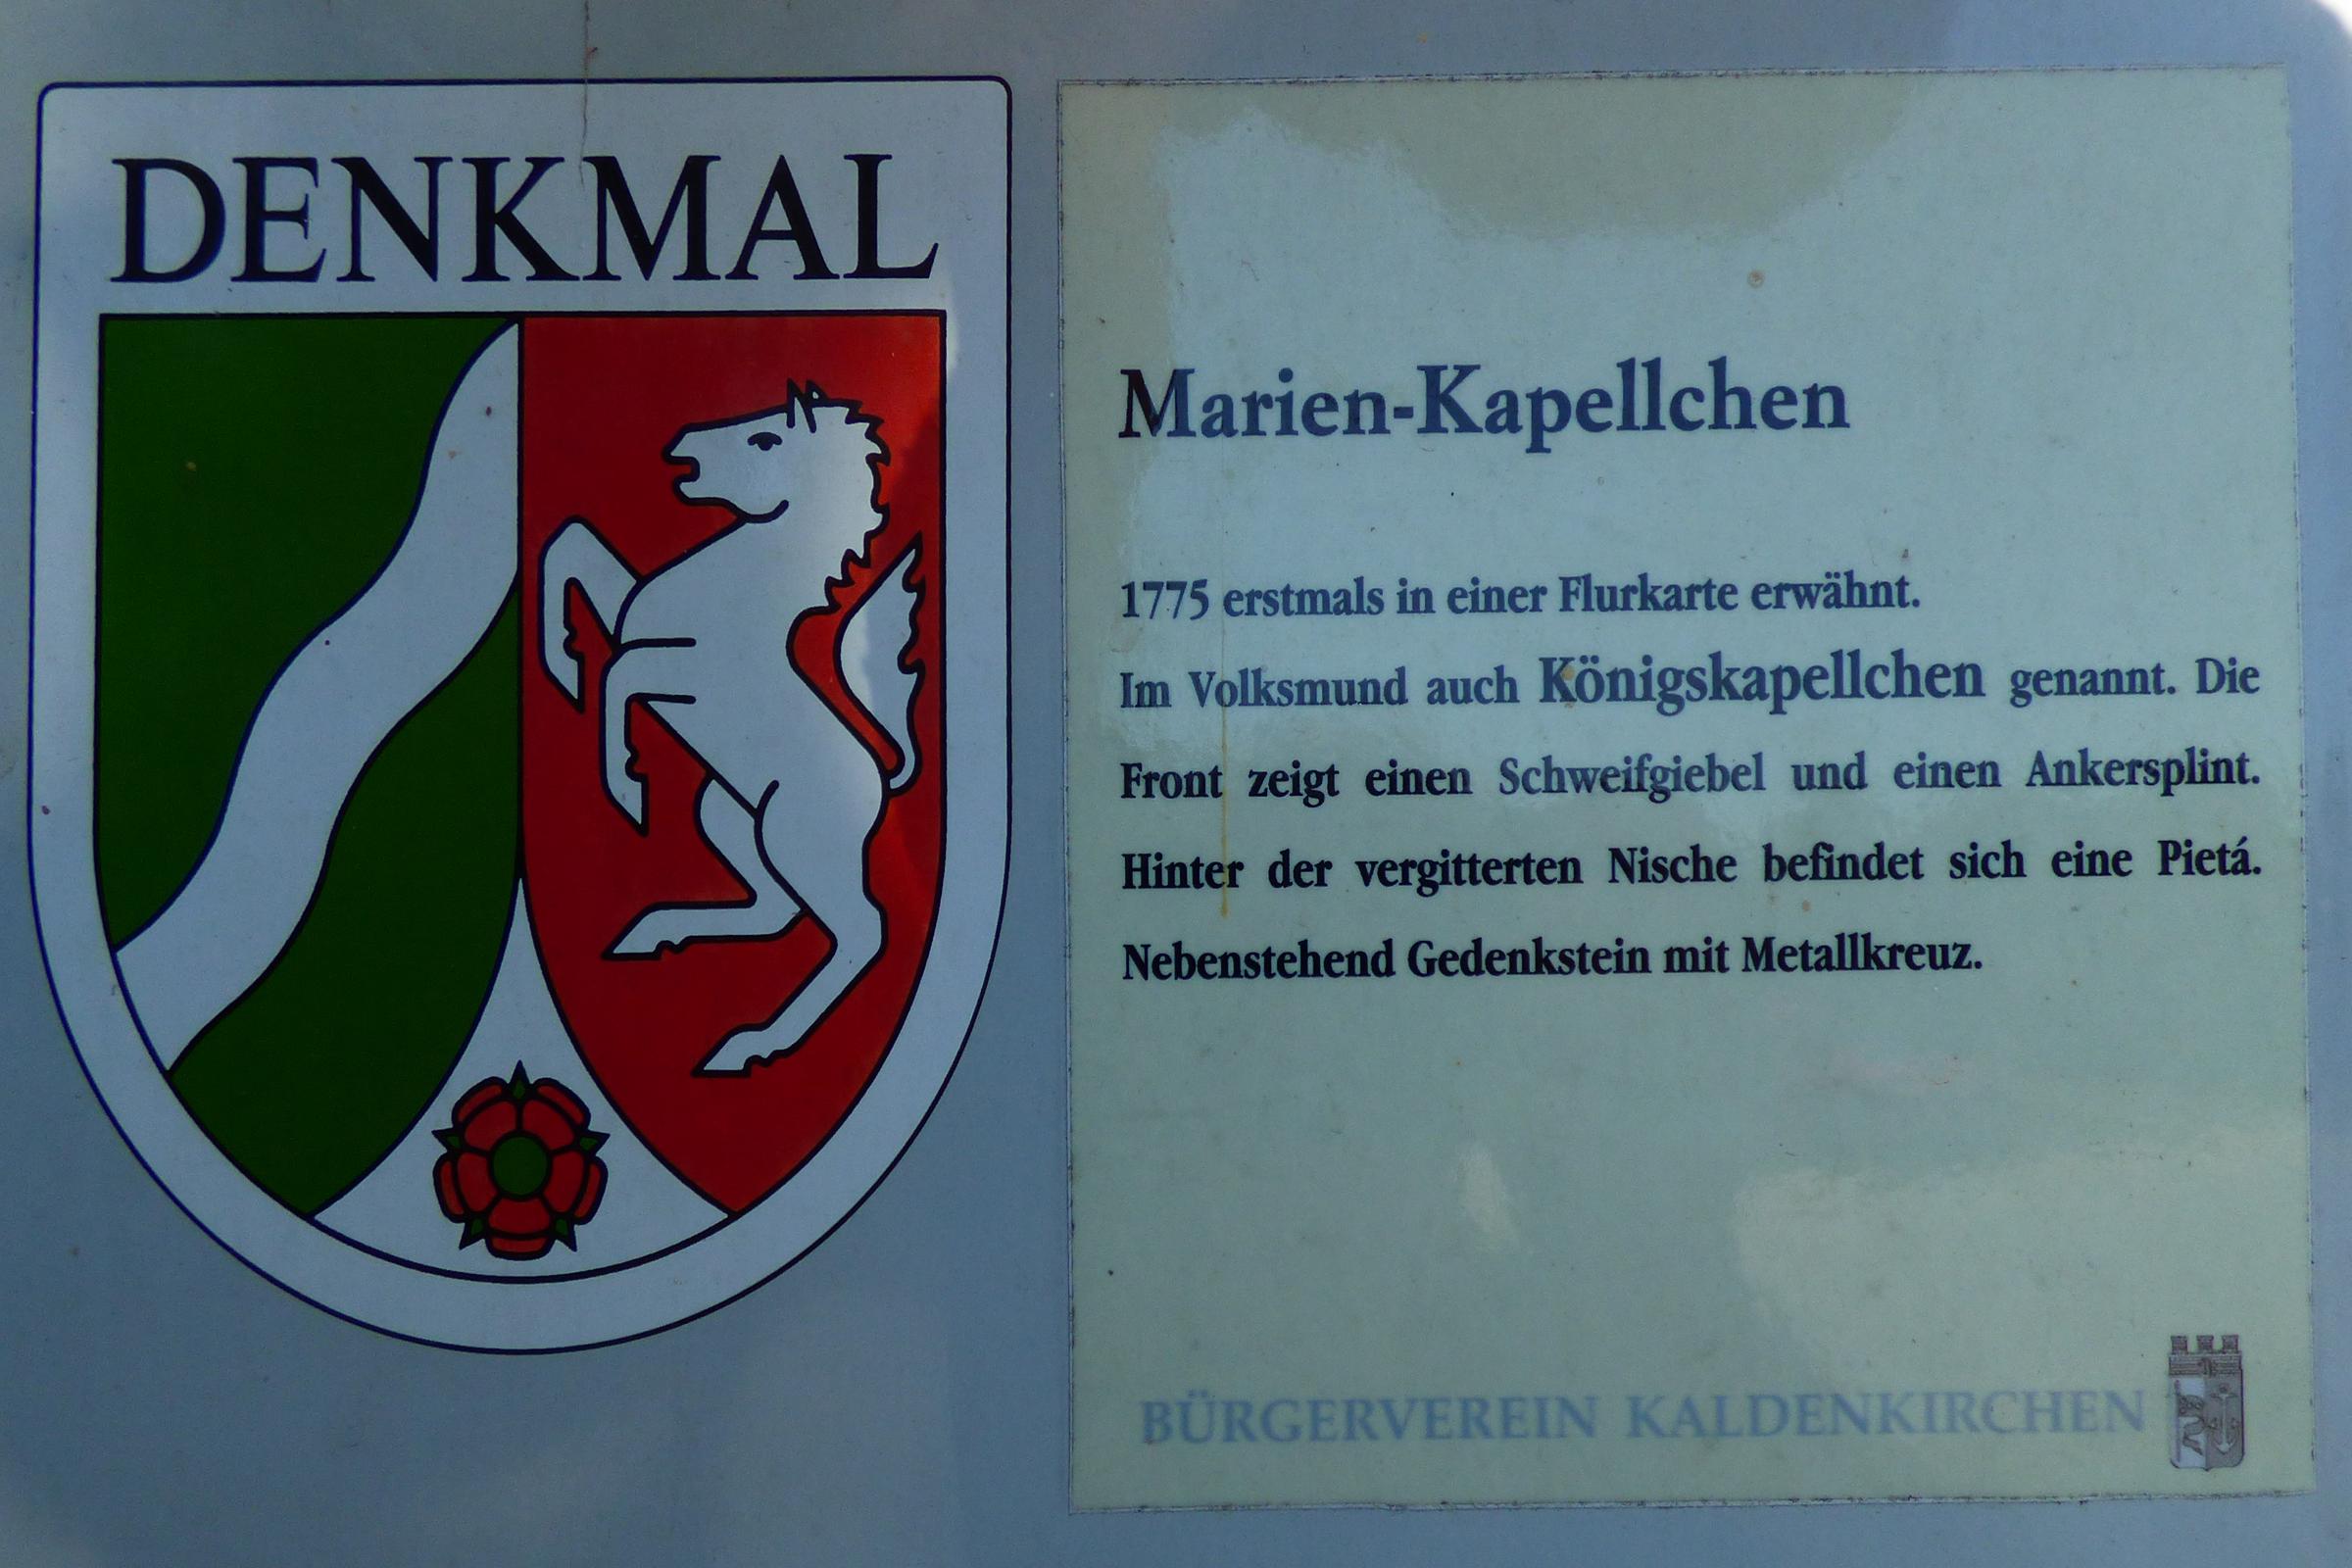 DENKMAL
Marien-Kapellchen
1775 erstmals in einer Flurkarte erwähnt.
Im Volksmund auch Königskapellchen genannt. Die
Front zeigt einen Schweifgiebel und einen Ankersplint.
Hinter der vergitterten Nische befindet sich eine Pietá.
Nebenstehend Gedenkstein mit Metallkreuz.
BÜRGERVEREIN KALDENKIRCHEN